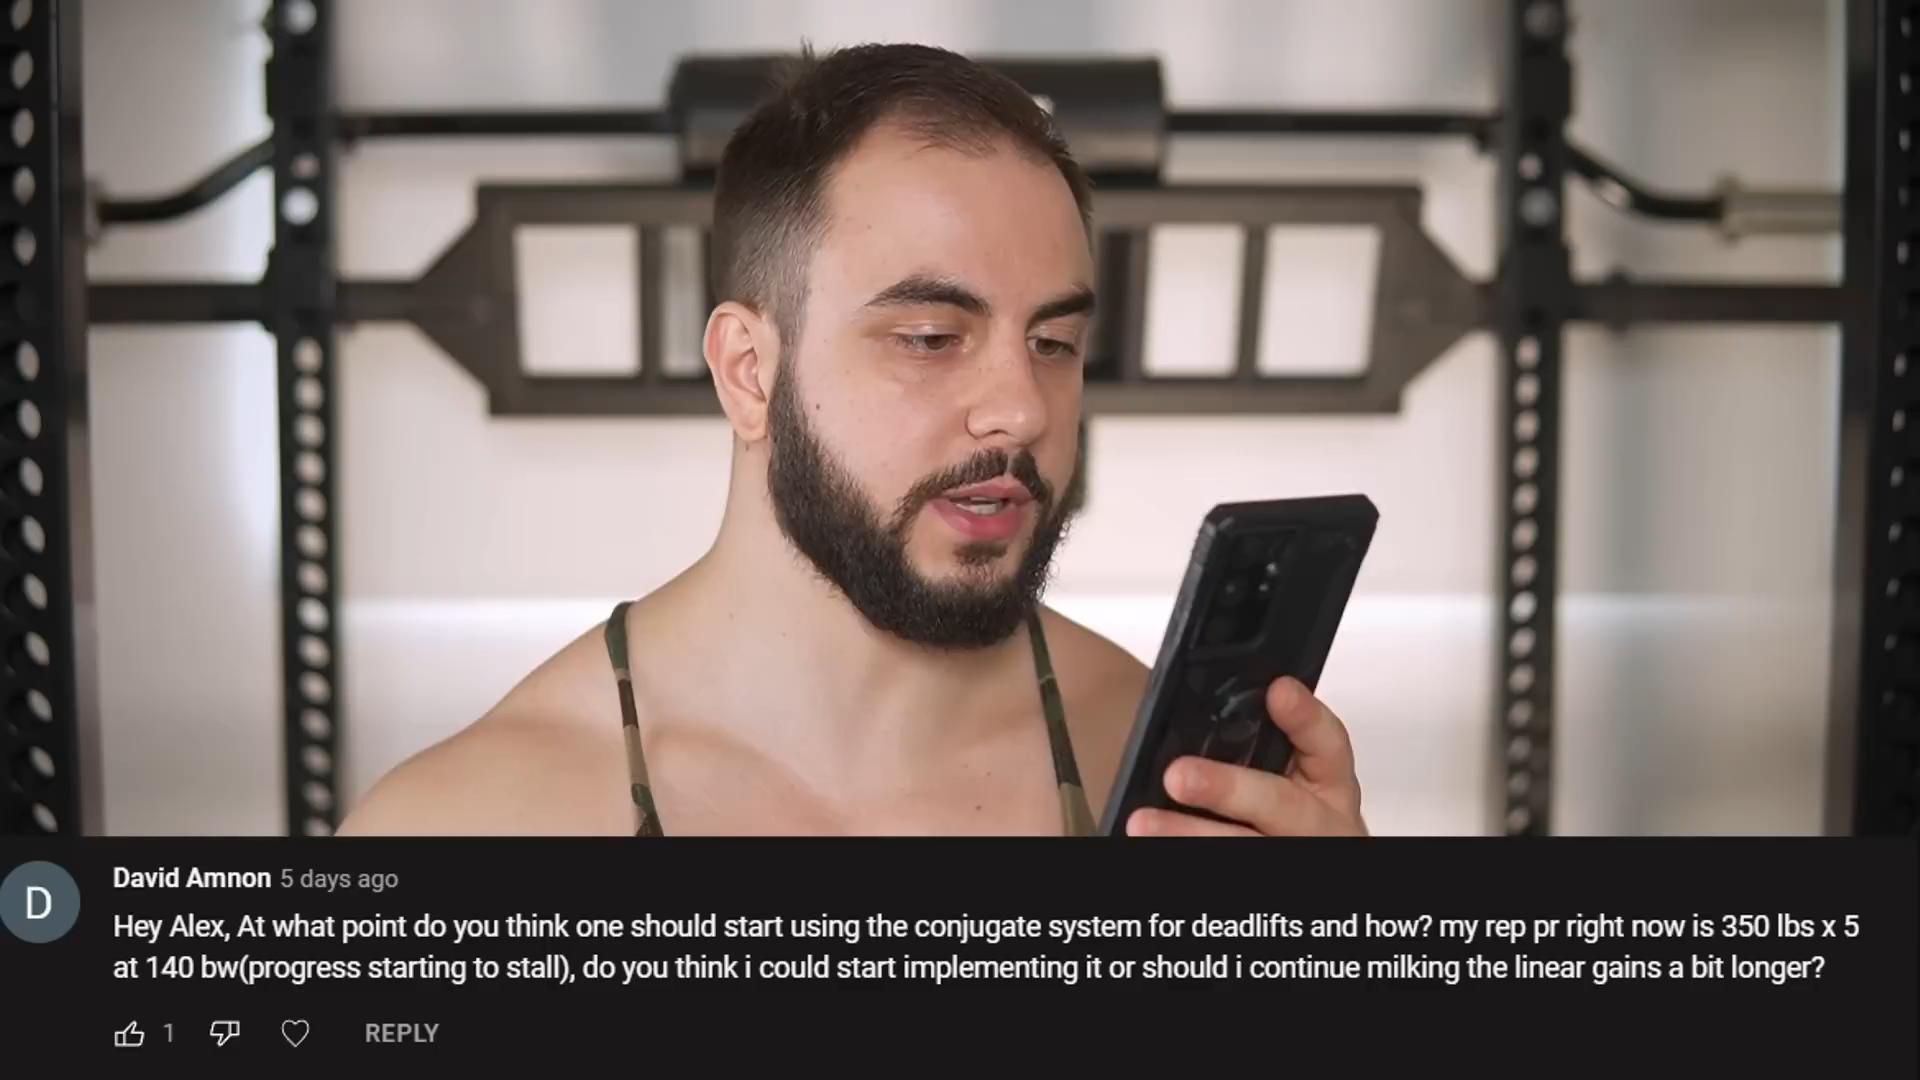 D
David Amnon 5 days ago
Hey Alex, At what point do you think one should start using the conjugate system for deadlifts and how? my rep pr right now is 350 lbs x 5
at 140 bw(progress starting to stall), do you think i could start implementing it or should i continue milking the linear gains a bit longer?
1 REPLY